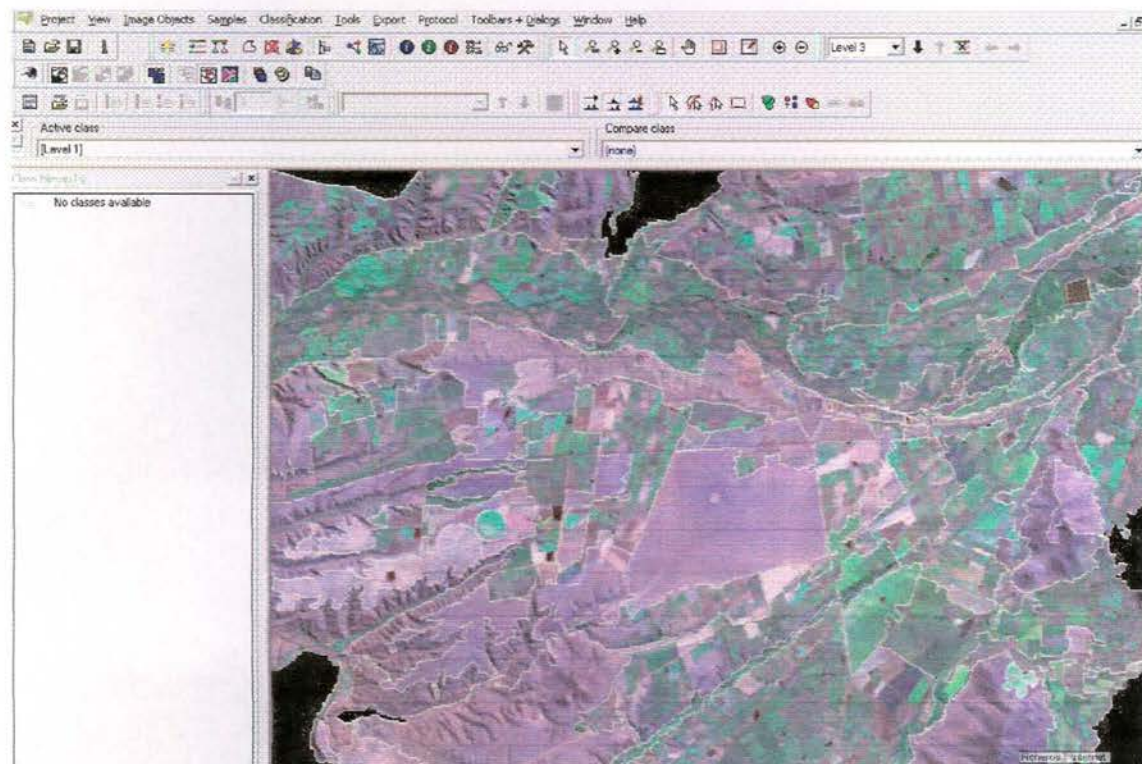 Project View Image Objects Samples Classification Tools Export Protocol Toolbars + Dialogs Window Help
Level 3
Active class
Compare class
[Level 1]
(none)
No classes available